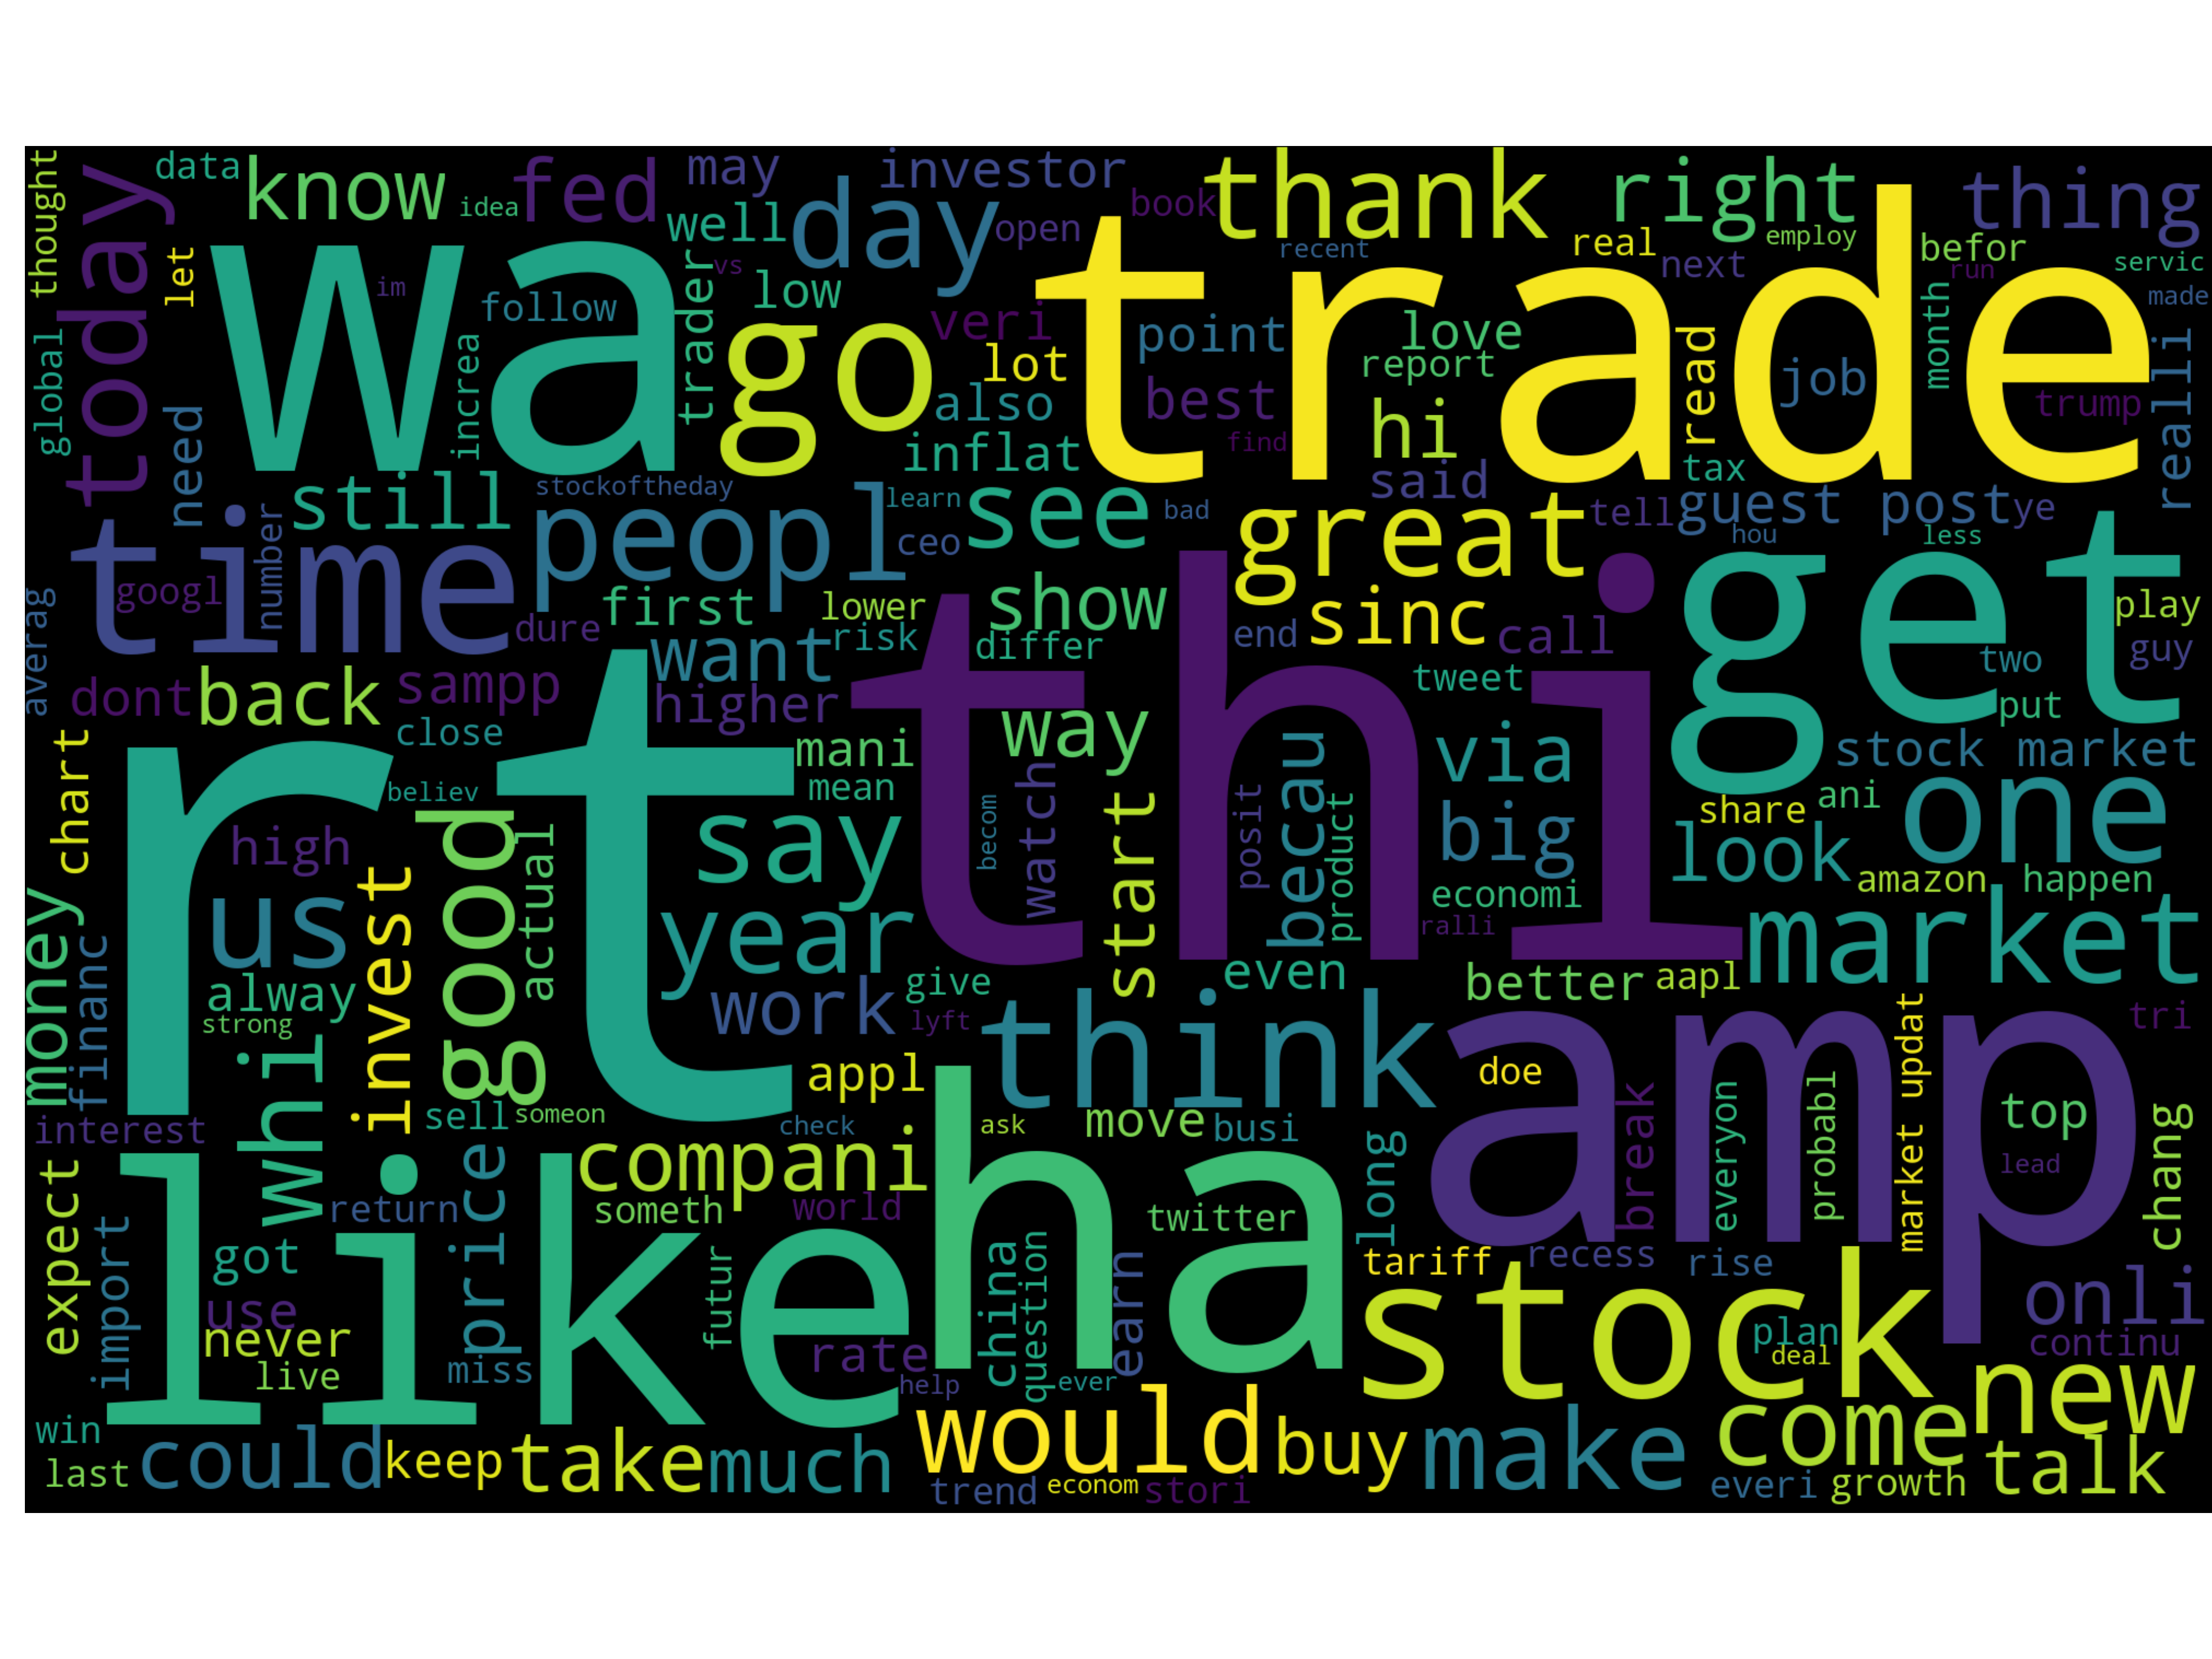 thought
data
know
idea
fed
may
investor
day
book
thank
right
thing
today
let
wa
im
follow
well
trader
vs
open
low
go
veri
lot
also
recent
trade
real
employ
next
befor
run
servic
made
month
global
need
increa
inflat
point
best
find
love
report
hi
said
read
tax
job
trump
realli
still
stockoftheday
time
number
googl
averag
peopl
learn
ceo
see
bad
great
tell
guest post
ye
hou
less
get
play
guy
two
put
dure
first
lower
want
risk
show
differ
end
sinc
call
tweet
dont
back
sampp
close
higher
chart
rt
believ
mani
mean
way
thi
via
stock market
high
good
actual
say
becom
watch
start
posit
becau
product
big
economi
ralli
share
ani
one
look
amazon
happen
money
us
invest
year
even
better
aapl
market
financ
alway
strong
whi
work
give
lyft
think
amp
market updat
tri
interest
sell
someon
appl
check
ask
move
busi
doe
break
everyon
probabl
top
lead
chang
expect
import
like
return
price
compani
someth
world
ha
twitter
long
got
use
never
live
miss
futur
rate
help
china
question
ever
earn
tariff
recess
rise
stock
plan
deal
onli
continu
new
win
last
could
keep
take
much
would
trend
econom
stori
buy
make
come
everi
growth
talk